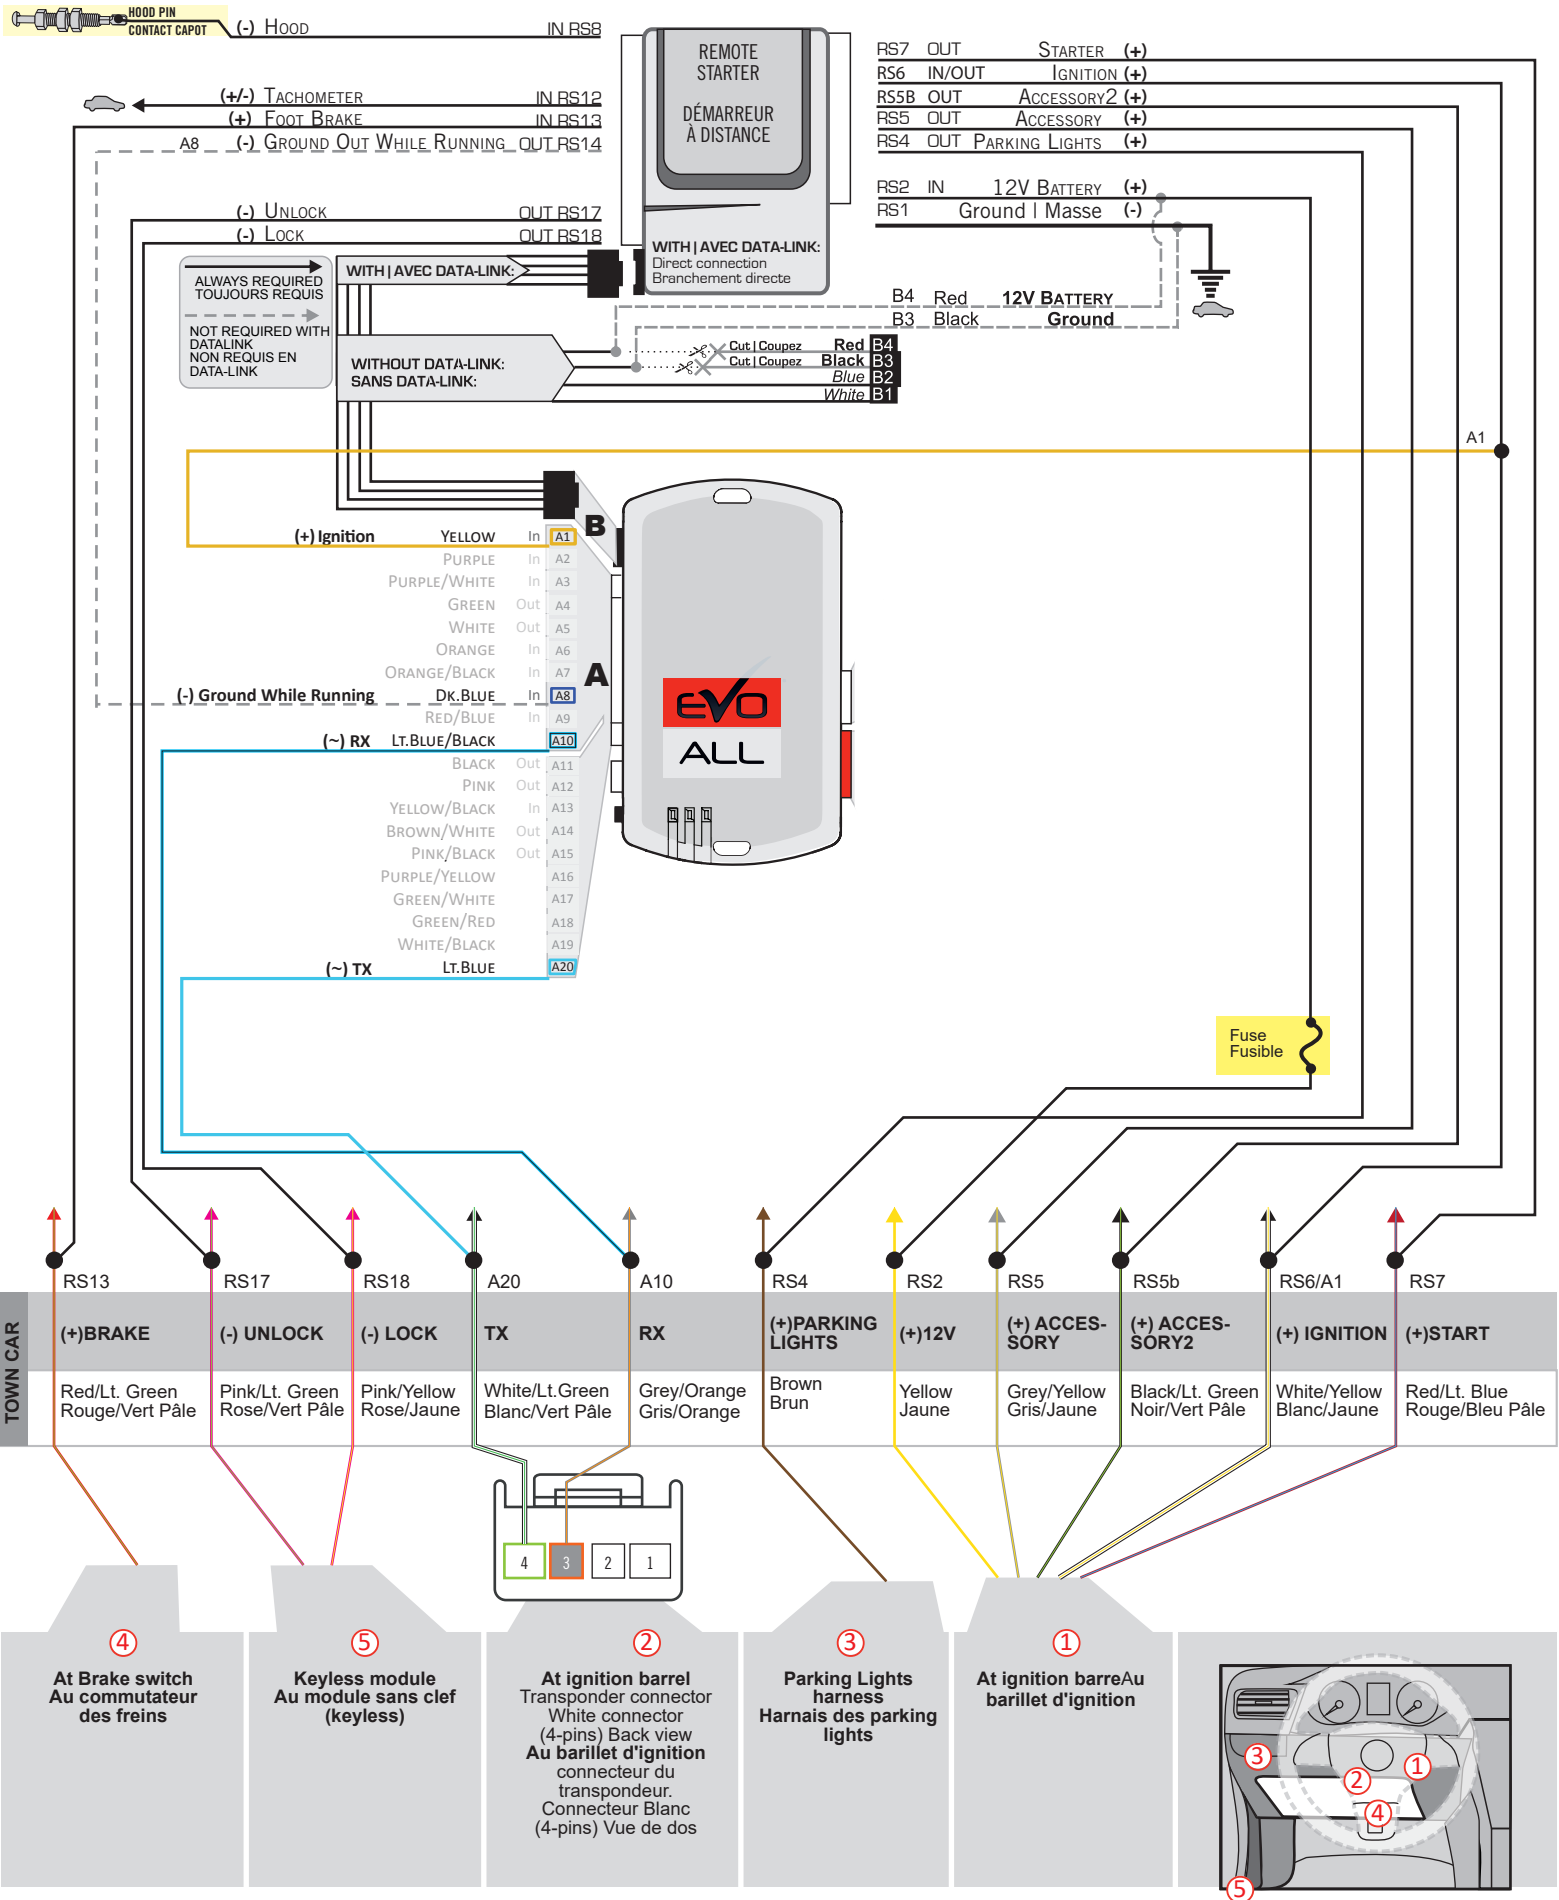 HOOD PIN
CONTACT CAPOT
(-) HOOD IN RS8
(+/-) TACHOMETER IN RS12
(+) FOOT BRAKE IN RS13
A8 (-) GROUND OUT WHILE RUNNING OUT RS14
(-) UNLOCK OUT RS17
(-) LOCK OUT RS18
REMOTE
STARTER
DÉMARREUR
À DISTANCE
WITH | AVEC DATA-LINK:
Direct connection
Branchement directe
RS7 OUT STARTER (+)
RS6 IN/OUT IGNITION (+)
RS5B OUT ACCESSORY2 (+)
RS5 OUT ACCESSORY (+)
RS4 OUT PARKING LIGHTS (+)
RS2 IN 12V BATTERY (+)
RS1 Ground | Masse (-)
ALWAYS REQUIRED
TOUJOURS REQUIS
NOT REQUIRED WITH
DATALINK
NON REQUIS EN
DATA-LINK
WITH | AVEC DATA-LINK:
WITHOUT DATA-LINK:
SANS DATA-LINK:
B4 Red 12V BATTERY
B3 Black Ground
Cut | Coupez Red B4
Cut | Coupez Black B3
Blue B2
White B1
A1
B
A
(+) Ignition YELLOW In A1
PURPLE In A2
PURPLE/WHITE In A3
GREEN Out A4
WHITE Out A5
ORANGE In A6
ORANGE/BLACK In A7
(-) Ground While Running DK.BLUE In A8
RED/BLUE In A9
(~) RX LT.BLUE/BLACK A10
BLACK Out A11
PINK Out A12
YELLOW/BLACK In A13
BROWN/WHITE Out A14
PINK/BLACK Out A15
PURPLE/YELLOW A16
GREEN/WHITE A17
GREEN/RED A18
WHITE/BLACK A19
(~) TX LT.BLUE A20
EVO
ALL
Fuse
Fusible
RS13 RS17 RS18 A20 A10 RS4 RS2 RS5 RS5b RS6/A1 RS7
TOWN CAR
(+)BRAKE
(-) UNLOCK
(-) LOCK
TX
RX
(+)PARKING
LIGHTS
(+)12V
(+) ACCES-
SORY
(+) ACCES-
SORY2
(+) IGNITION
(+)START
Red/Lt. Green
Rouge/Vert Pâle
Pink/Lt. Green
Rose/Vert Pâle
Pink/Yellow
Rose/Jaune
White/Lt.Green
Blanc/Vert Pâle
Grey/Orange
Gris/Orange
Brown
Brun
Yellow
Jaune
Grey/Yellow
Gris/Jaune
Black/Lt. Green
Noir/Vert Pâle
White/Yellow
Blanc/Jaune
Red/Lt. Blue
Rouge/Bleu Pâle
4 3 2 1
4
At Brake switch
Au commutateur
des freins
5
Keyless module
Au module sans clef
(keyless)
2
At ignition barrel
Transponder connector
White connector
(4-pins) Back view
Au barillet d'ignition
connecteur du
transpondeur.
Connecteur Blanc
(4-pins) Vue de dos
3
Parking Lights
harness
Harnais des parking
lights
1
At ignition barreAu
barillet d'ignition
3
1
2
4
5